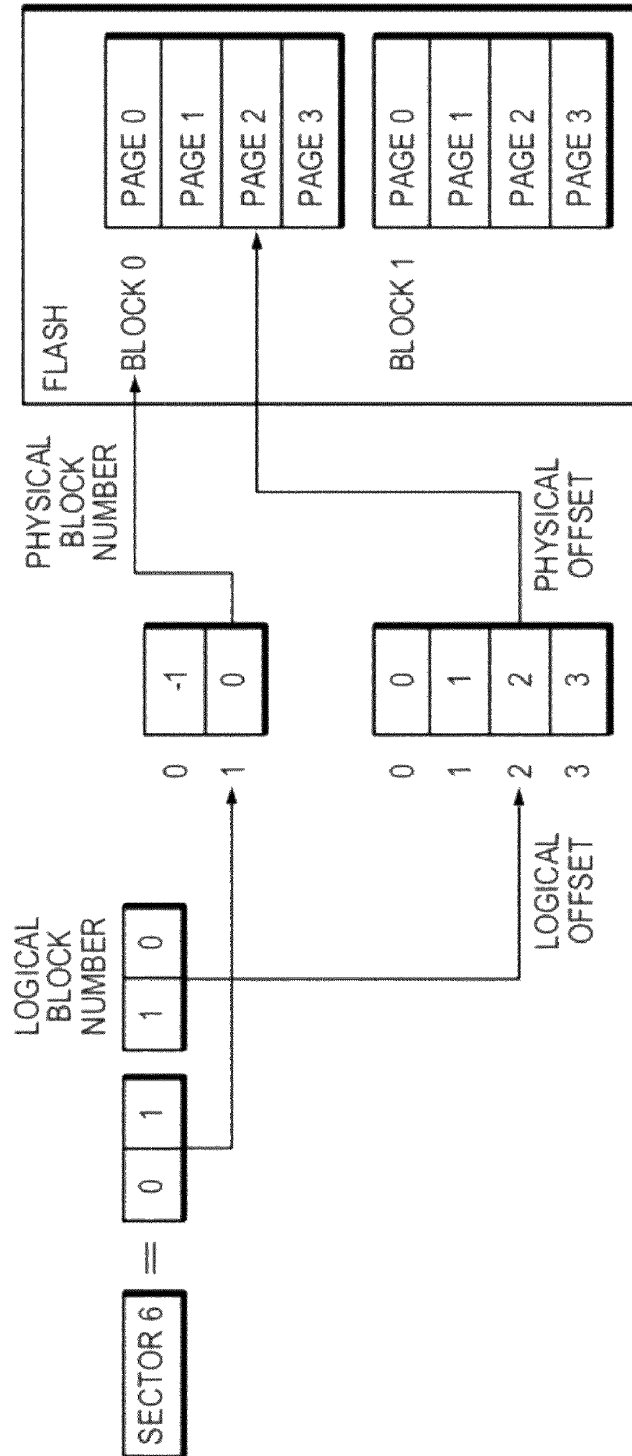 SECTOR 6
=
0 1
1 0
LOGICAL
BLOCK
NUMBER
LOGICAL
OFFSET
0 -1
1 0
0 0
1 1
2 2
3 3
PHYSICAL
BLOCK
NUMBER
PHYSICAL
OFFSET
FLASH
BLOCK 0
PAGE 0
PAGE 1
PAGE 2
PAGE 3
BLOCK 1
PAGE 0
PAGE 1
PAGE 2
PAGE 3